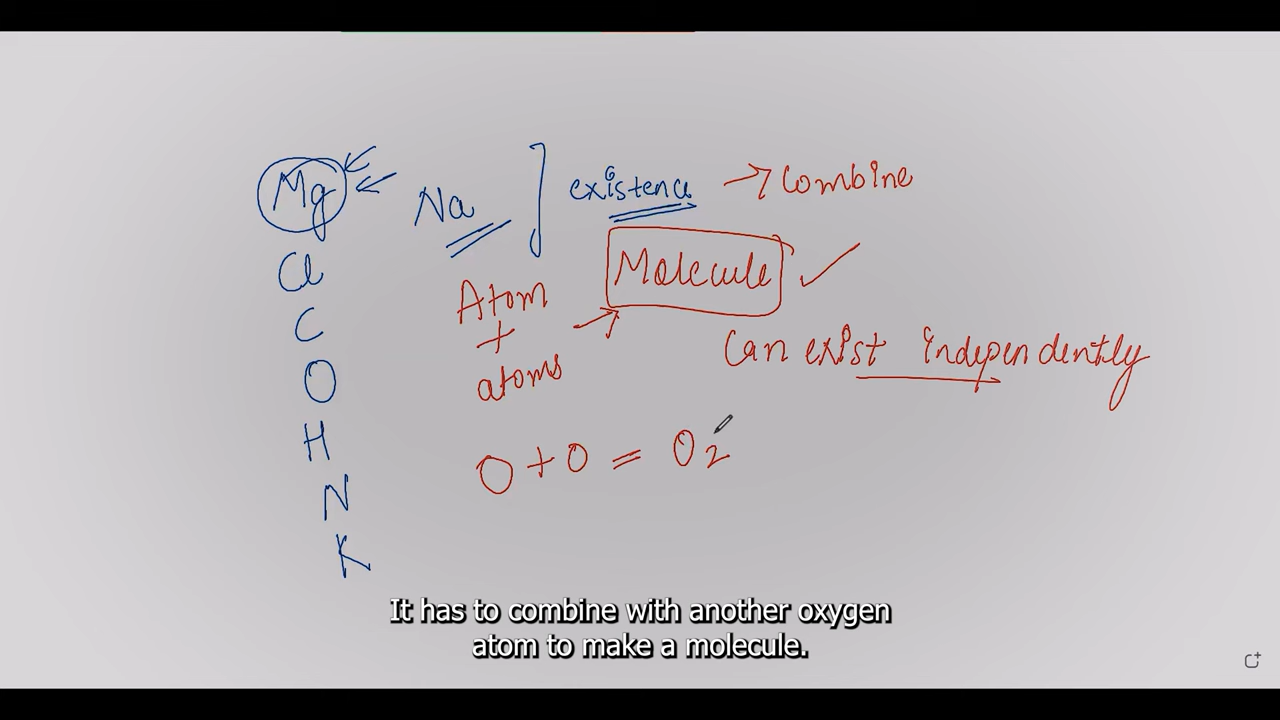 Mg Na existence → Combine
Cl Atom + atoms → Molecule ✓
C can exist independently
O
H O + O = O2
N
K
It has to combine with another oxygen
atom to make a molecule.